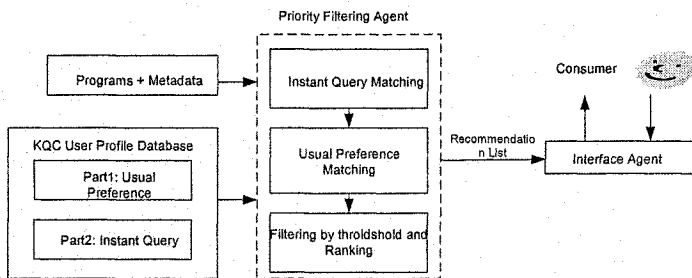 Priority Filtering Agent
Programs + Metadata
Instant Query Matching
Consumer
KQC User Profile Database
Part1: Usual
Preference
Part2: Instant Query
Usual Preference
Matching
Recommendatio
n List
Interface Agent
Filtering by throldshold and
Ranking